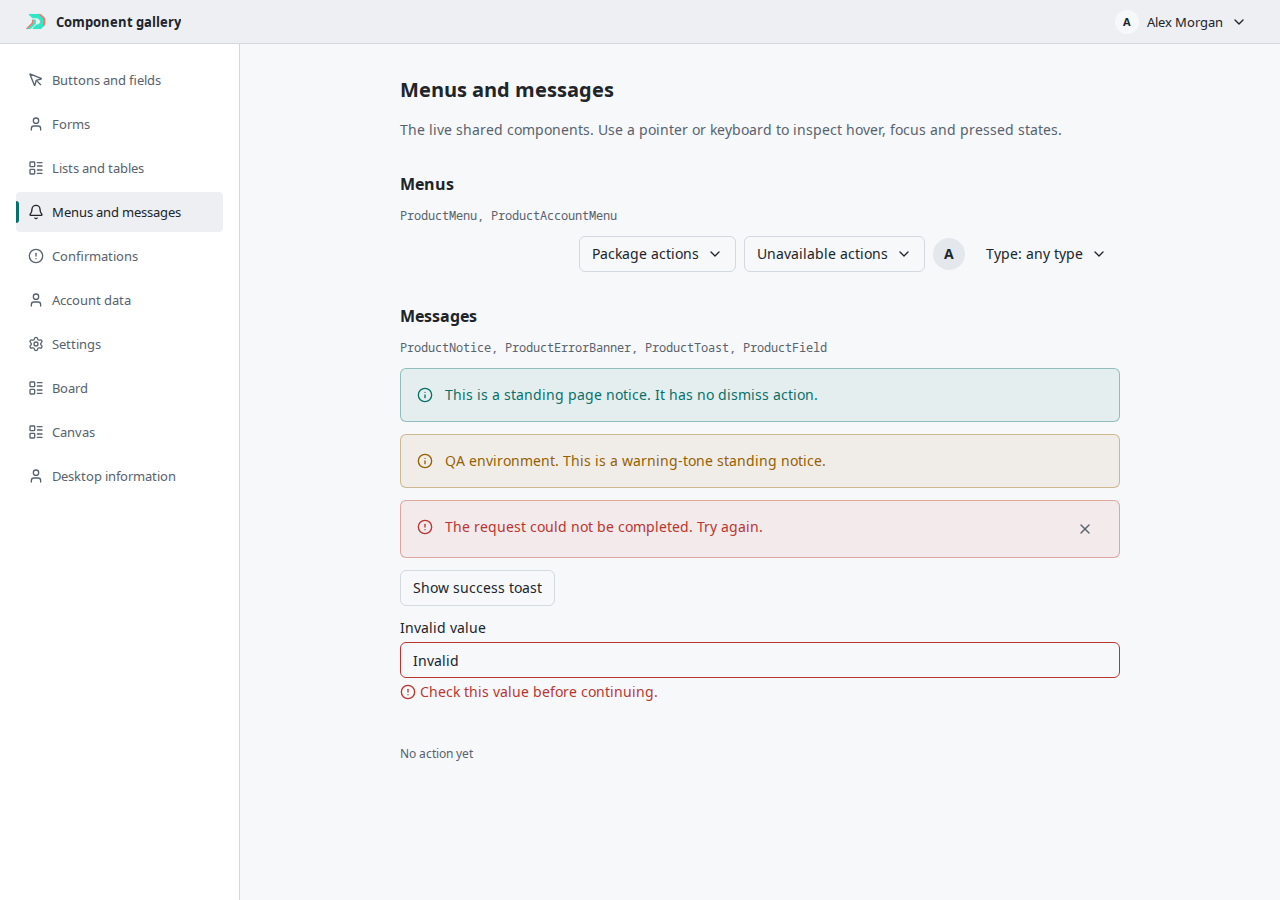 Component gallery
A
Alex Morgan
Buttons and fields
Forms
Lists and tables
Menus and messages
Confirmations
Account data
Settings
Board
Canvas
Desktop information
Menus and messages
The live shared components. Use a pointer or keyboard to inspect hover, focus and pressed states.
Menus
ProductMenu, ProductAccountMenu
Package actions
Unavailable actions
A
Type: any type
Messages
ProductNotice, ProductErrorBanner, ProductToast, ProductField
This is a standing page notice. It has no dismiss action.
QA environment. This is a warning-tone standing notice.
The request could not be completed. Try again.
Show success toast
Invalid value
Invalid
Check this value before continuing.
No action yet